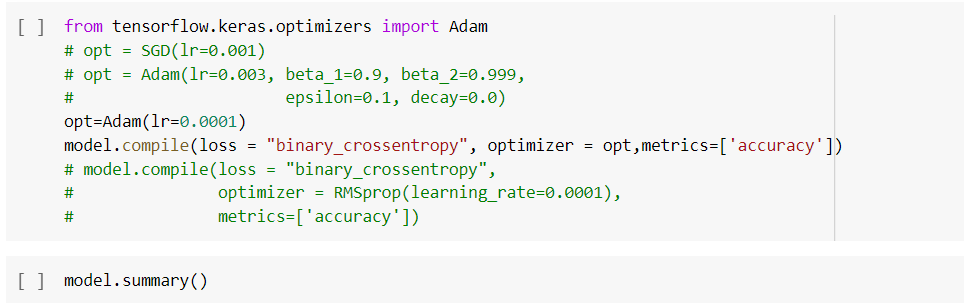 [ ] from tensorflow.keras.optimizers import Adam
# opt = SGD(lr=0.001)
# opt = Adam(lr=0.003, beta_1=0.9, beta_2=0.999,
#                      epsilon=0.1, decay=0.0)
opt=Adam(lr=0.0001)
model.compile(loss = "binary_crossentropy", optimizer = opt,metrics=['accuracy'])
# model.compile(loss = "binary_crossentropy",
#               optimizer = RMSprop(learning_rate=0.0001),
#               metrics=['accuracy'])
[ ] model.summary()